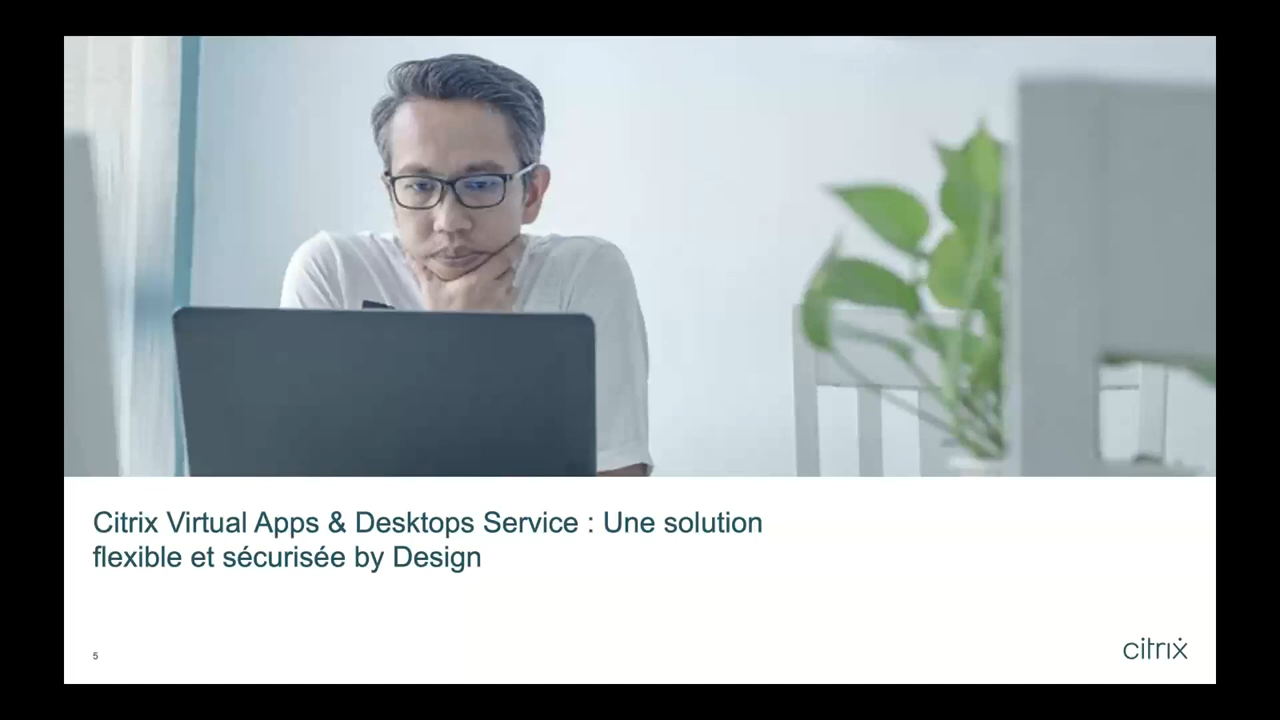 Citrix Virtual Apps & Desktops Service : Une solution
flexible et sécurisée by Design
5
citrix